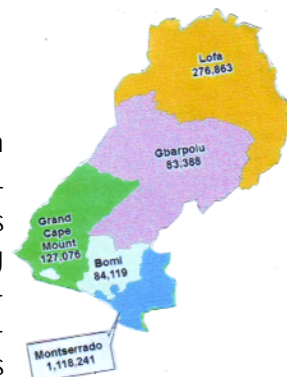 Lofa
276,863
Gbarpolu
83,388
Grand
Cape
Mount
127,076
Bomi
84,119
Montserrado
1,118,241